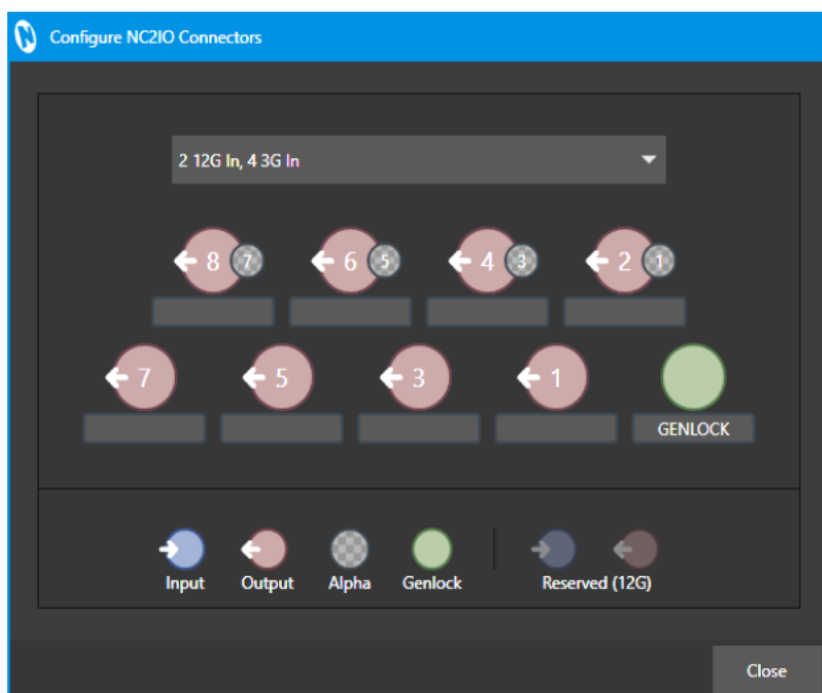 Configure NC2IO Connectors
2 12G In, 4 3G In
8 7 6 5 4 3 2 1
7 5 3 1
GENLOCK
Input Output Alpha Genlock Reserved (12G)
Close